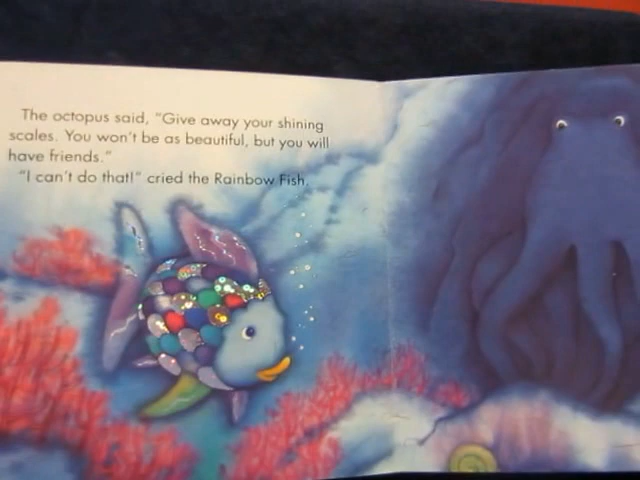 The octopus said, "Give away your shining
scales. You won't be as beautiful, but you will
have friends."
"I can't do that!" cried the Rainbow Fish.